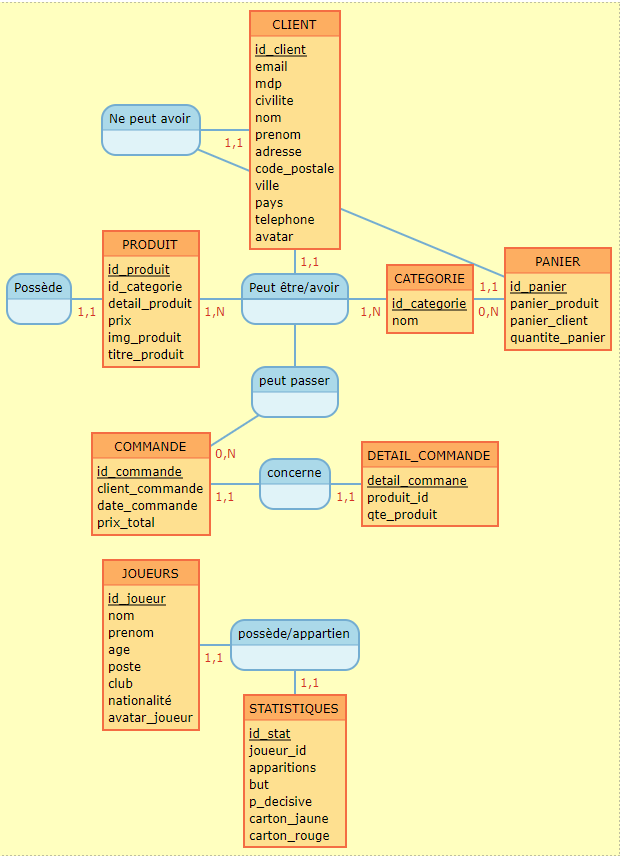 CLIENT
id_client
email
mdp
civilite
nom
prenom
adresse
code_postale
ville
pays
telephone
avatar
Ne peut avoir
1,1
1,1
PRODUIT
id_produit
id_categorie
detail_produit
prix
img_produit
titre_produit
Possède
1,1
1,N
Peut être/avoir
1,N
CATEGORIE
id_categorie
nom
1,1
0,N
PANIER
id_panier
panier_produit
panier_client
quantite_panier
peut passer
0,N
COMMANDE
id_commande
client_commande
date_commande
prix_total
1,1
concerne
1,1
DETAIL_COMMANDE
detail_commane
produit_id
qte_produit
JOUEURS
id_joueur
nom
prenom
age
poste
club
nationalité
avatar_joueur
1,1
possède/appartien
1,1
STATISTIQUES
id_stat
joueur_id
apparitions
but
p_decisive
carton_jaune
carton_rouge